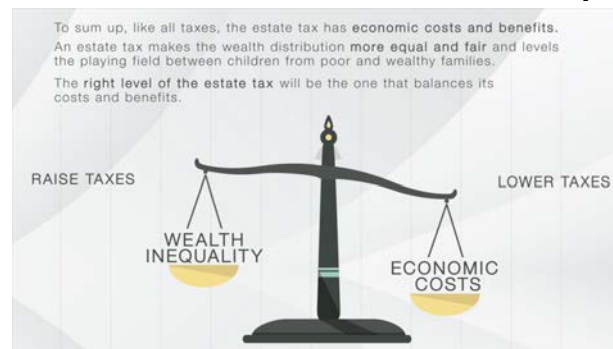 To sum up, like all taxes, the estate tax has economic costs and benefits.
An estate tax makes the wealth distribution more equal and fair and levels
the playing field between children from poor and wealthy families.
The right level of the estate tax will be the one that balances its
costs and benefits.
RAISE TAXES
LOWER TAXES
WEALTH
INEQUALITY
ECONOMIC
COSTS